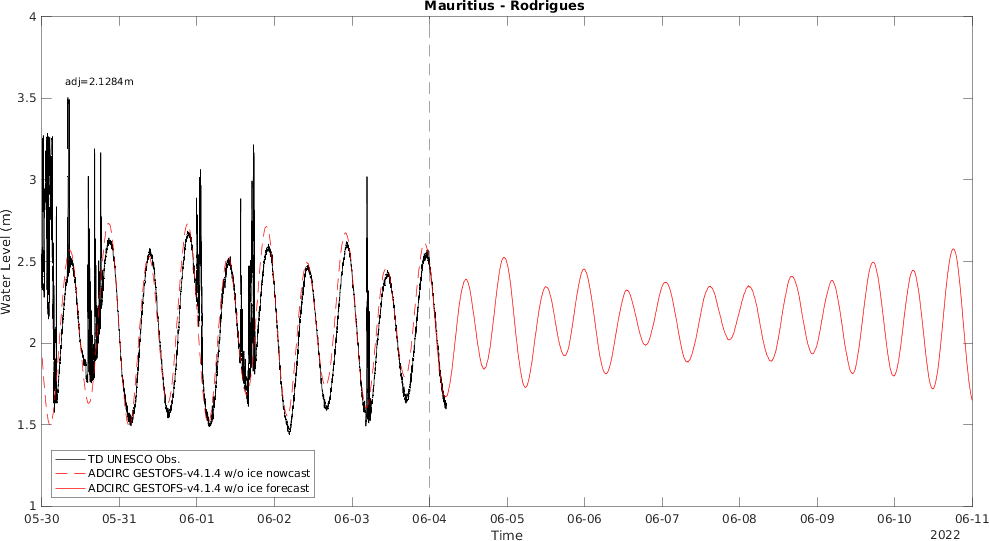 Mauritius - Rodrigues
adj=2.1284m
Water Level (m)
4
3.5
3
2.5
2
1.5
1
TD UNESCO Obs.
ADCIRC GESTOFS-v4.1.4 w/o ice nowcast
ADCIRC GESTOFS-v4.1.4 w/o ice forecast
05-30 05-31 06-01 06-02 06-03 06-04 06-05 06-06 06-07 06-08 06-09 06-10 06-11
Time
2022